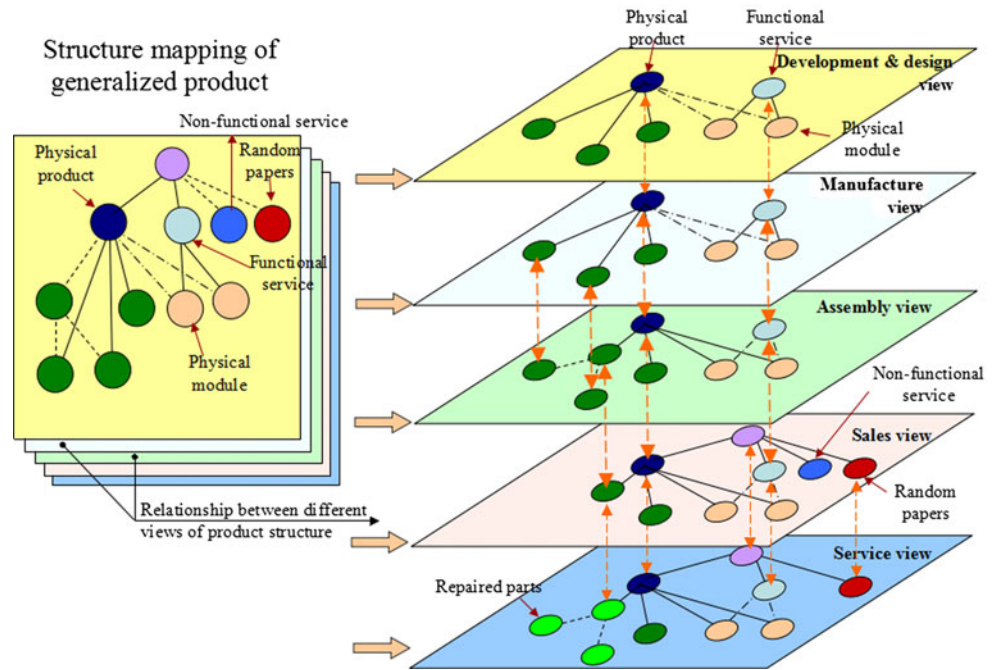 Structure mapping of
generalized product
Non-functional service
Physical
product
Random
papers
Functional
service
Physical
module
Relationship between different
views of product structure
Physical
product
Functional
service
Development & design
view
Physical
module
Manufacture
view
Assembly view
Non-functional
service
Sales view
Random
papers
Service view
Repaired parts